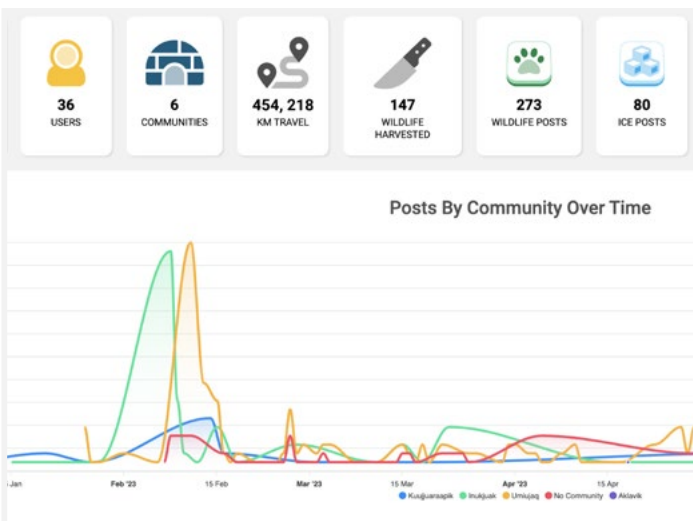 36
USERS
6
COMMUNITIES
454, 218
KM TRAVEL
147
WILDLIFE
HARVESTED
273
WILDLIFE POSTS
80
ICE POSTS
Posts By Community Over Time
Jan
Feb '23
15 Feb
Mar '23
15 Mar
Apr '23
15 Apr
Kuujjuaraapik Inukjuak Umiujaq No Community Aklavik